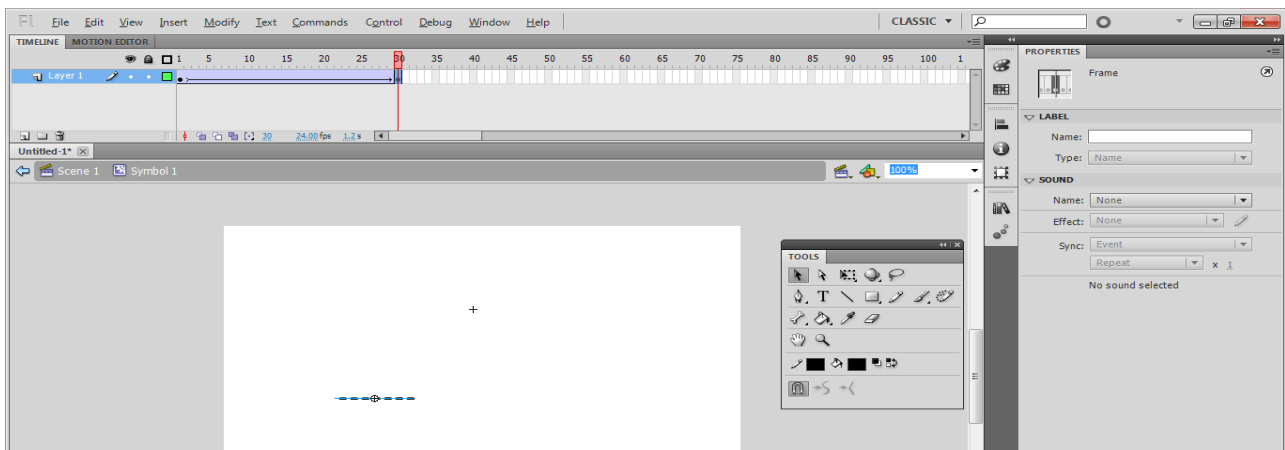 Fl File Edit View Insert Modify Text Commands Control Debug Window Help CLASSIC
TIMELINE MOTION EDITOR
1 5 10 15 20 25 30 35 40 45 50 55 60 65 70 75 80 85 90 95 100 1
Layer 1
30 24.00 fps 1.2 s
Untitled-1*
Scene 1 Symbol 1 100%
TOOLS
T
PROPERTIES
Frame
LABEL
Name:
Type: Name
SOUND
Name: None
Effect: None
Sync: Event
Repeat x 1
No sound selected